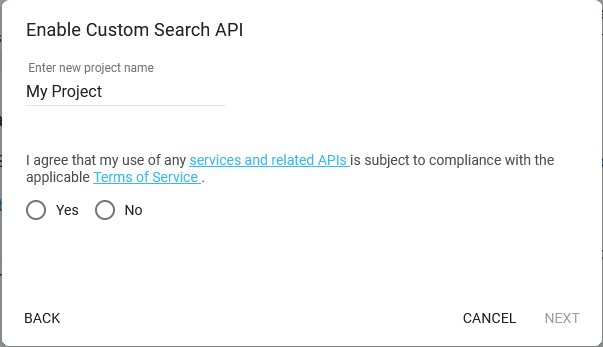 Enable Custom Search API
Enter new project name
My Project
I agree that my use of any services and related APIs is subject to compliance with the
applicable Terms of Service .
Yes No
BACK CANCEL NEXT